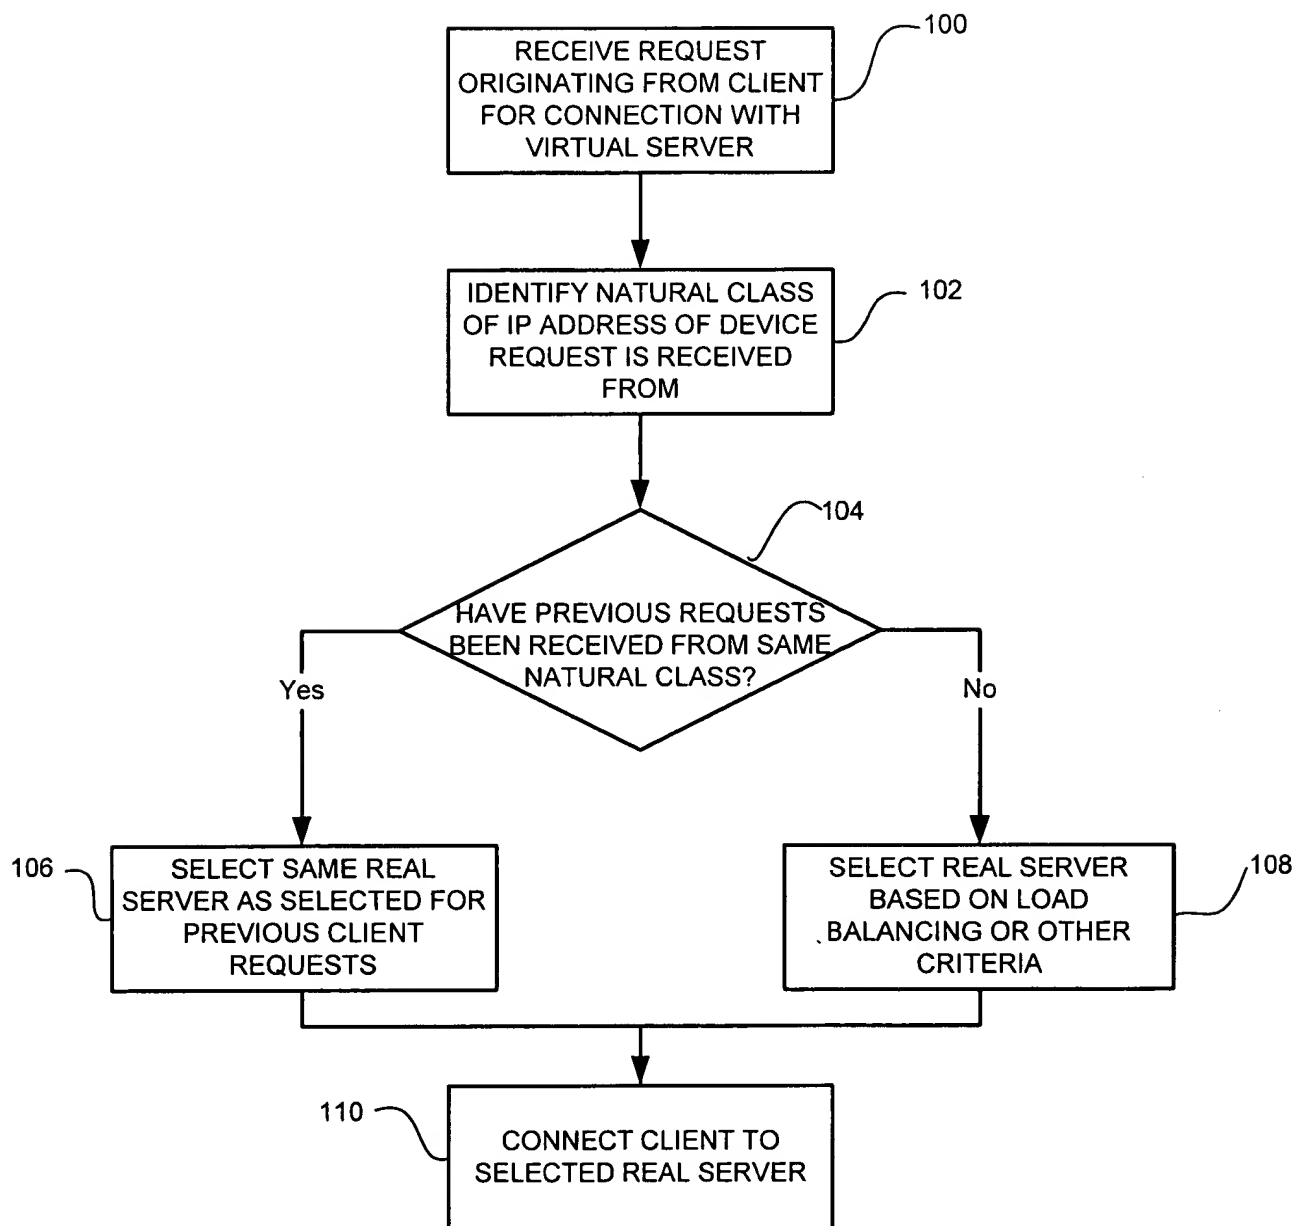 100
RECEIVE REQUEST
ORIGINATING FROM CLIENT
FOR CONNECTION WITH
VIRTUAL SERVER
102
IDENTIFY NATURAL CLASS
OF IP ADDRESS OF DEVICE
REQUEST IS RECEIVED
FROM
104
HAVE PREVIOUS REQUESTS
BEEN RECEIVED FROM SAME
NATURAL CLASS?
Yes
No
106
SELECT SAME REAL
SERVER AS SELECTED FOR
PREVIOUS CLIENT
REQUESTS
108
SELECT REAL SERVER
BASED ON LOAD
BALANCING OR OTHER
CRITERIA
110
CONNECT CLIENT TO
SELECTED REAL SERVER